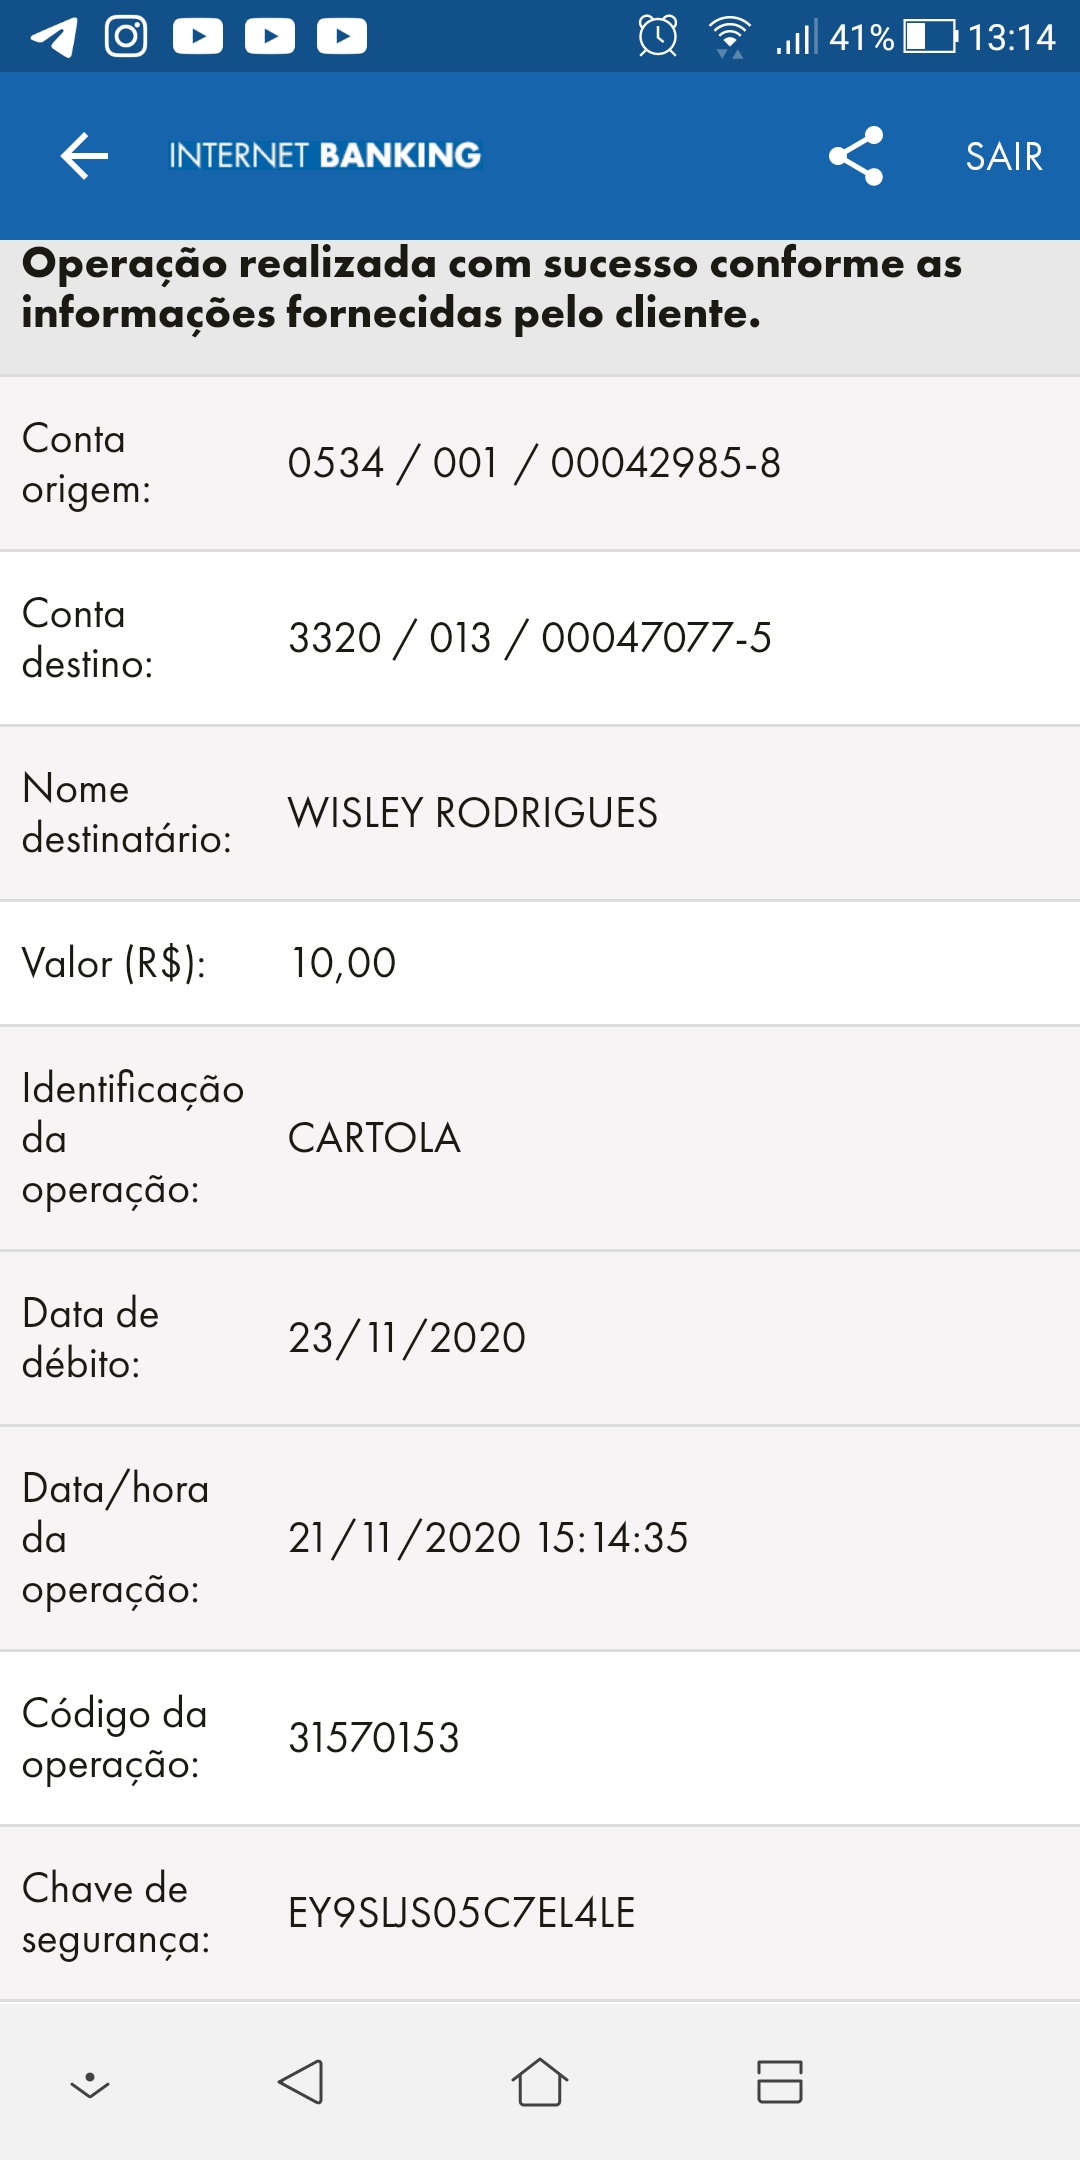 41% 13:14
INTERNET BANKING SAIR
Operação realizada com sucesso conforme as
informações fornecidas pelo cliente.
Conta
origem:
0534 / 001 / 00042985-8
Conta
destino:
3320 / 013 / 00047077-5
Nome
destinatário:
WISLEY RODRIGUES
Valor (R$): 10,00
Identificação
da
operação:
CARTOLA
Data de
débito:
23/11/2020
Data/hora
da
operação:
21/11/2020 15:14:35
Código da
operação:
31570153
Chave de
segurança:
EY9SLJS05C7EL4LE